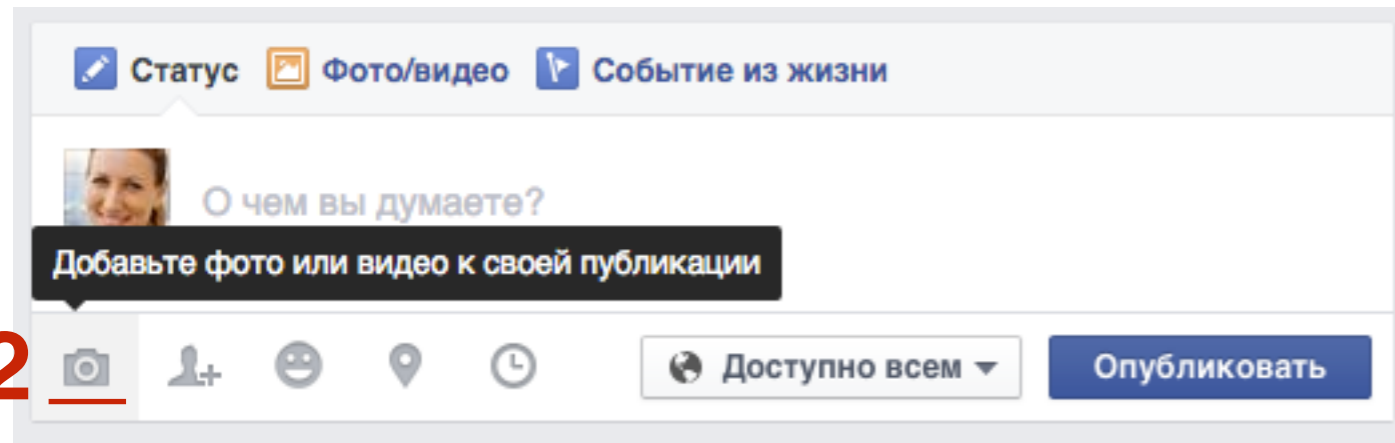 Статус Фото/видео Событие из жизни
О чем вы думаете?
Добавьте фото или видео к своей публикации
2
Доступно всем Опубликовать